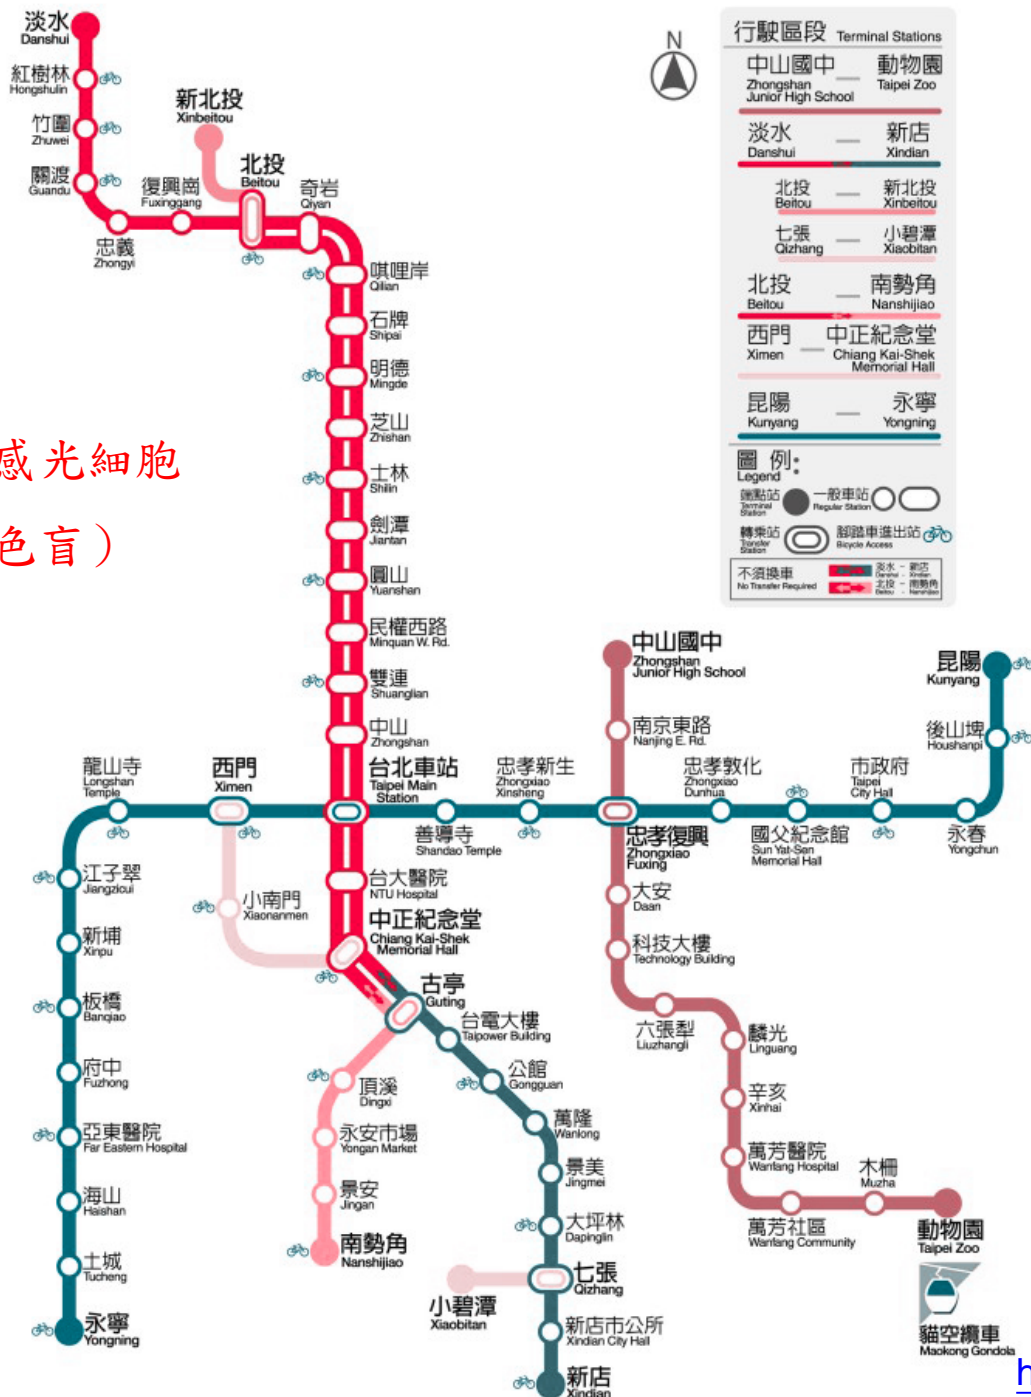 淡水
Danshui
紅樹林
Hongshulin
竹圍
Zhuwei
關渡
Guandu
忠義
Zhongyi
復興崗
Fuxinggang
新北投
Xinbeitou
北投
Beitou
奇岩
Qiyan
唭哩岸
Qilian
石牌
Shipai
明德
Mingde
芝山
Zhishan
士林
Shilin
劍潭
Jiantan
圓山
Yuanshan
民權西路
Minquan W. Rd.
雙連
Shuanglian
中山
Zhongshan
台北車站
Taipei Main
Station
台大醫院
NTU Hospital
中正紀念堂
Chiang Kai-Shek
Memorial Hall
古亭
Guting
感光細胞
色盲）
N
行駛區段 Terminal Stations
中山國中 — 動物園
Zhongshan
Junior High School
Taipei Zoo
淡水 — 新店
Danshui Xindian
北投 — 新北投
Beitou Xinbeitou
七張 — 小碧潭
Qizhang Xiaobitan
北投 — 南勢角
Beitou Nanshijiao
西門 — 中正紀念堂
Ximen Chiang Kai-Shek
Memorial Hall
昆陽 — 永寧
Kunyang Yongning
圖 例:
Legend
端點站
Terminal
Station
一般車站
Regular Station
轉乘站
Transfer
Station
腳踏車進出站
Bicycle Access
不須換車
No Transfer Required
淡水 - 新店
Danshui - Xindian
北投 - 南勢角
Beitou - Nanshijiao
龍山寺
Longshan
Temple
西門
Ximen
善導寺
Shandao Temple
忠孝新生
Zhongxiao
Xinsheng
忠孝復興
Zhongxiao
Fuxing
忠孝敦化
Zhongxiao
Dunhua
國父紀念館
Sun Yat-Sen
Memorial Hall
市政府
Taipei
City Hall
永春
Yongchun
後山埤
Houshanpi
昆陽
Kunyang
江子翠
Jiangzicui
新埔
Xinpu
板橋
Banqiao
府中
Fuzhong
亞東醫院
Far Eastern Hospital
海山
Haishan
土城
Tucheng
永寧
Yongning
小南門
Xiaonanmen
頂溪
Dingxi
永安市場
Yongan Market
景安
Jingan
南勢角
Nanshijiao
台電大樓
Taipower Building
公館
Gongguan
萬隆
Wanlong
景美
Jingmei
大坪林
Dapinglin
七張
Qizhang
小碧潭
Xiaobitan
新店市公所
Xindian City Hall
新店
Xindian
中山國中
Zhongshan
Junior High School
南京東路
Nanjing E. Rd.
大安
Daan
科技大樓
Technology Building
六張犁
Liuzhangli
麟光
Linguang
辛亥
Xinhai
萬芳醫院
Wanfang Hospital
萬芳社區
Wanfang Community
木柵
Muzha
動物園
Taipei Zoo
貓空纜車
Maokong Gondola
h